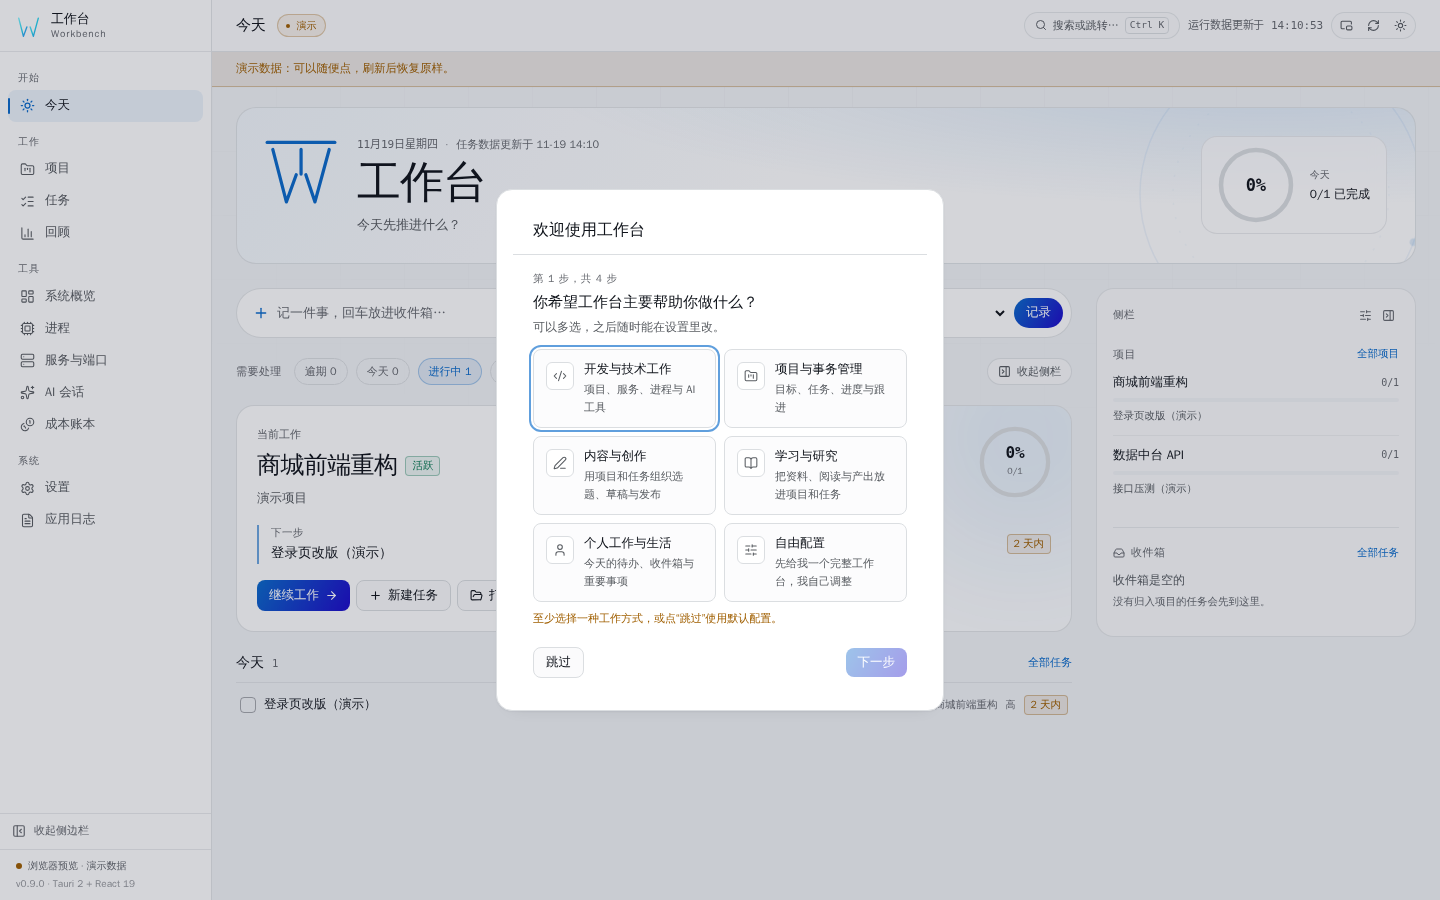 工作台
Workbench
开始
今天
工作
项目
任务
回顾
工具
系统概览
进程
服务与端口
AI 会话
成本账本
系统
设置
应用日志
收起侧边栏
浏览器预览 · 演示数据
v0.9.0 · Tauri 2 + React 19
今天
演示
搜索或跳转…
Ctrl K
运行数据更新于 14:10:53
演示数据：可以随便点，刷新后恢复原样。
11月19日星期四 · 任务数据更新于 11-19 14:10
工作台
今天先推进什么？
0%
今天
0/1 已完成
记一件事，回车放进收件箱…
记录
需要处理
逾期 0
今天 0
进行中 1
收起侧栏
当前工作
商城前端重构
活跃
演示项目
下一步
登录页改版（演示）
继续工作
新建任务
0%
0/1
2 天内
今天 1
全部任务
登录页改版（演示）
商城前端重构 高 2 天内
侧栏
项目
全部项目
商城前端重构
0/1
登录页改版（演示）
数据中台 API
0/1
接口压测（演示）
收件箱
全部任务
收件箱是空的
没有归入项目的任务会先到这里。
欢迎使用工作台
第 1 步，共 4 步
你希望工作台主要帮助你做什么？
可以多选，之后随时能在设置里改。
开发与技术工作
项目、服务、进程与 AI
工具
项目与事务管理
目标、任务、进度与跟
进
内容与创作
用项目和任务组织选
题、草稿与发布
学习与研究
把资料、阅读与产出放
进项目和任务
个人工作与生活
今天的待办、收件箱与
重要事项
自由配置
先给我一个完整工作
台，我自己调整
至少选择一种工作方式，或点“跳过”使用默认配置。
跳过
下一步